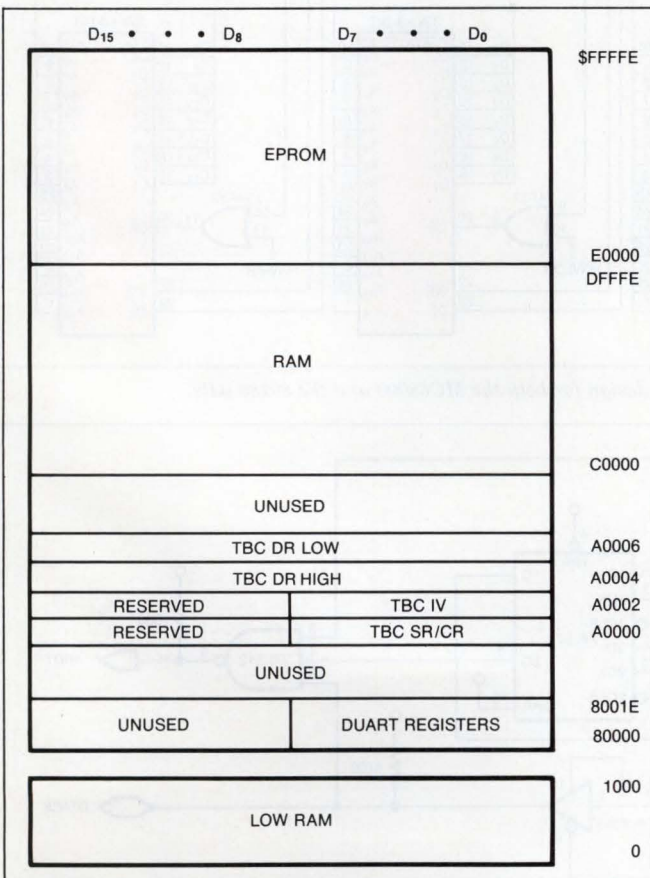 D15 • • • D8 D7 • • • D0
$FFFFE
EPROM
E0000
DFFFE
RAM
C0000
UNUSED
TBC DR LOW A0006
TBC DR HIGH A0004
RESERVED TBC IV A0002
RESERVED TBC SR/CR A0000
UNUSED
8001E
UNUSED DUART REGISTERS
80000
1000
LOW RAM
0